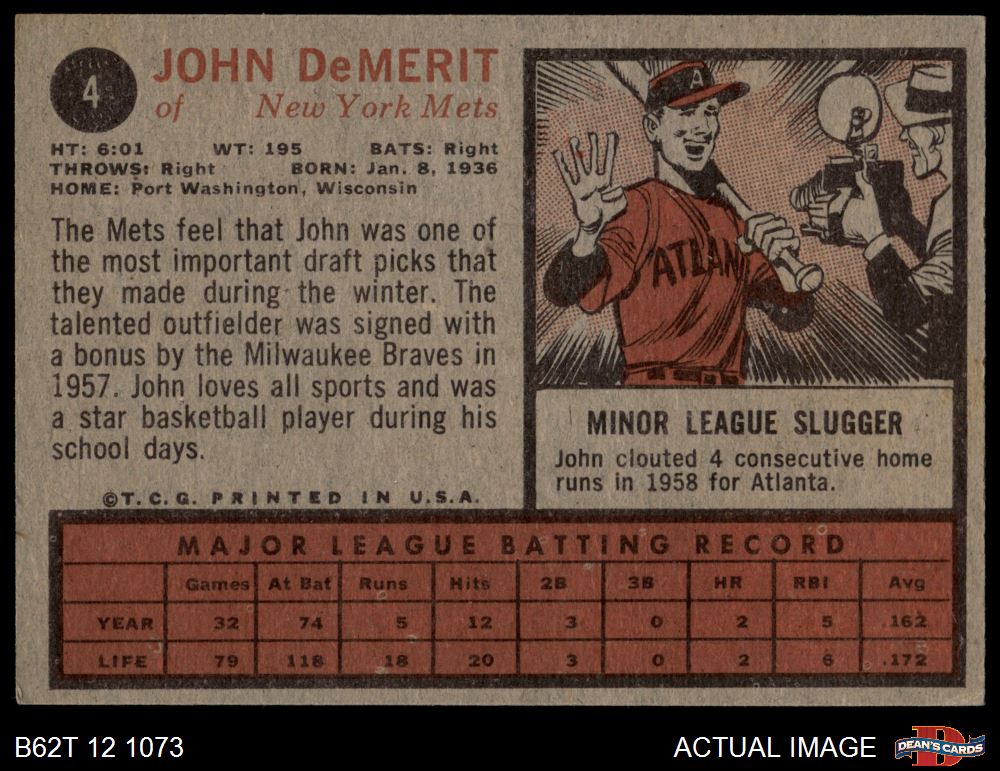 4
JOHN DeMERIT
of New York Mets
HT: 6:01 WT: 195 BATS: Right
THROWS: Right BORN: Jan. 8, 1936
HOME: Port Washington, Wisconsin
The Mets feel that John was one of
the most important draft picks that
they made during the winter. The
talented outfielder was signed with
a bonus by the Milwaukee Braves in
1957. John loves all sports and was
a star basketball player during his
school days.
©T.C.G. PRINTED IN U.S.A.
A
ATLAN
MINOR LEAGUE SLUGGER
John clouted 4 consecutive home
runs in 1958 for Atlanta.
MAJOR LEAGUE BATTING RECORD
Games At Bat Runs Hits 2B 3B HR RBI Avg
YEAR 32 74 5 12 3 0 2 5 .162
LIFE 79 118 18 20 3 0 2 6 .172
B62T 12 1073 ACTUAL IMAGE
D
DEAN'S CARDS